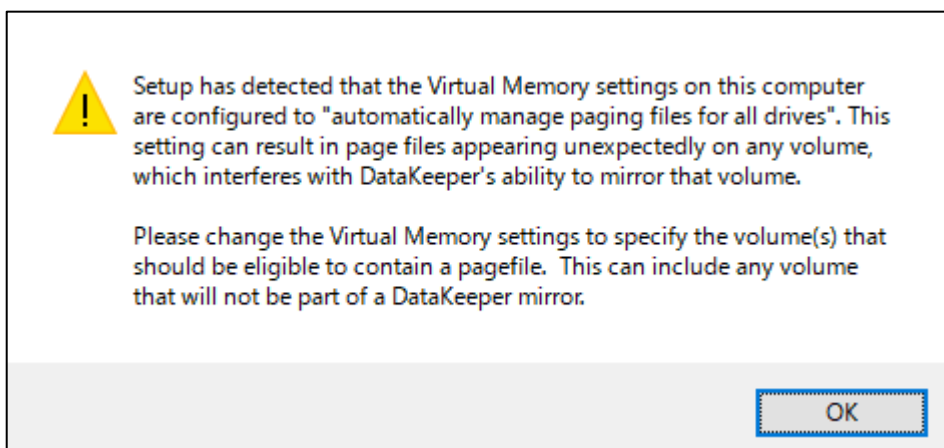 Setup has detected that the Virtual Memory settings on this computer
are configured to "automatically manage paging files for all drives". This
setting can result in page files appearing unexpectedly on any volume,
which interferes with DataKeeper's ability to mirror that volume.
Please change the Virtual Memory settings to specify the volume(s) that
should be eligible to contain a pagefile.  This can include any volume
that will not be part of a DataKeeper mirror.
OK